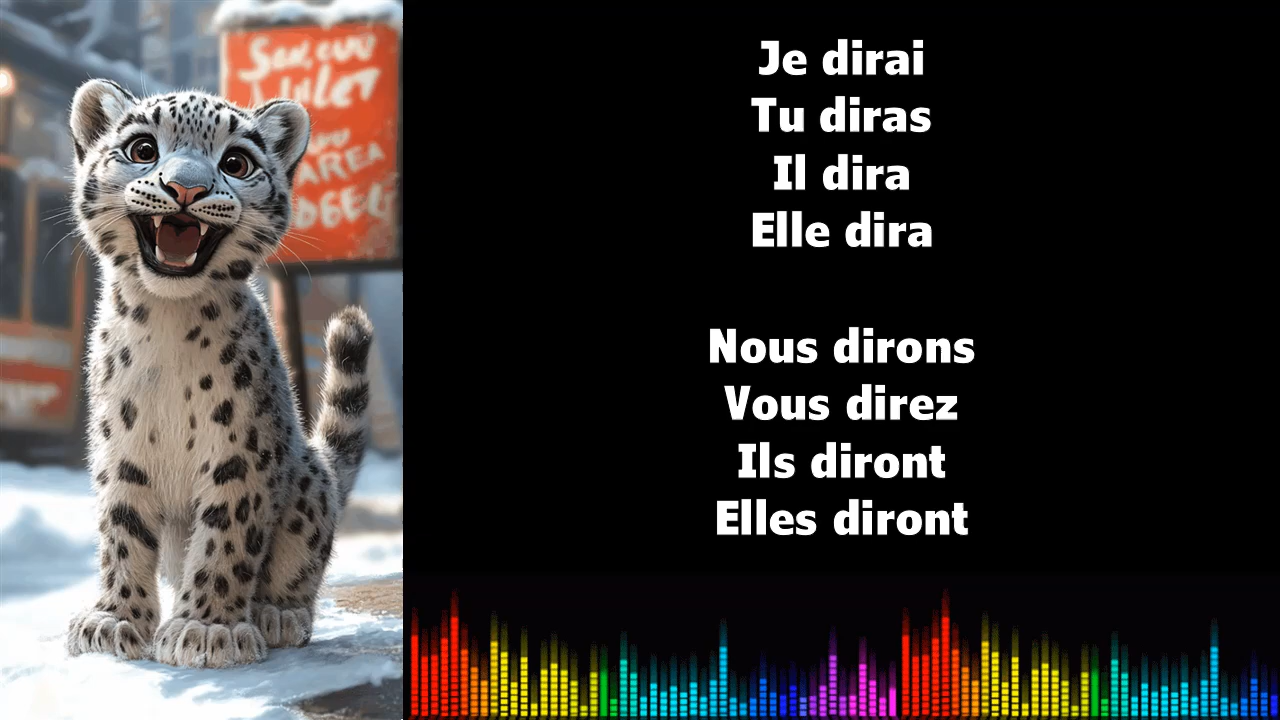 Je dirai
Tu diras
Il dira
Elle dira
Nous dirons
Vous direz
Ils diront
Elles diront